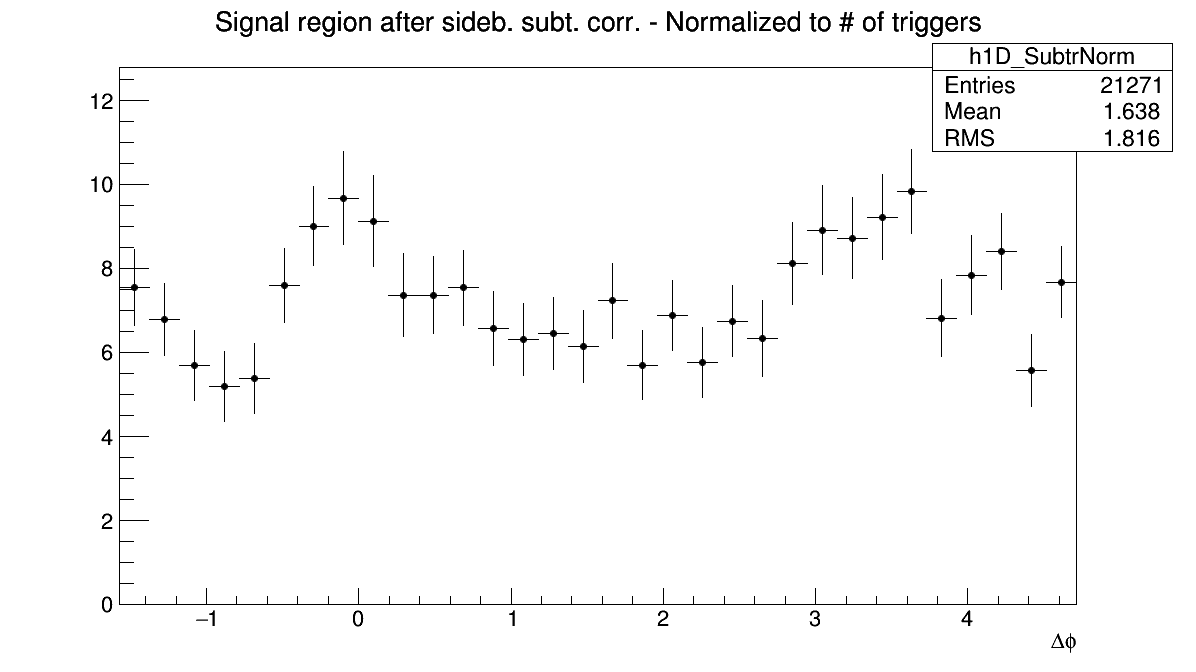 Signal region after sideb. subt. corr. - Normalized to # of triggers
h1D_SubtrNorm
Entries 21271
Mean 1.638
RMS 1.816
12
10
8
6
4
2
0
−1 0 1 2 3 4
Δϕ